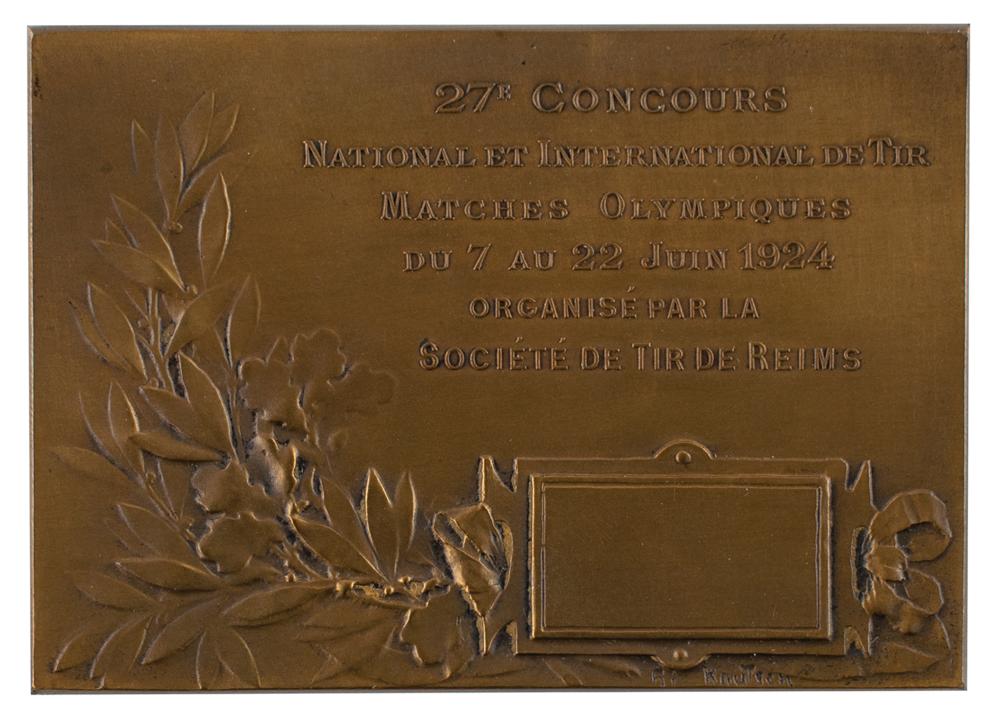 27E CONCOURS
NATIONAL ET INTERNATIONAL DE TIR
MATCHES OLYMPIQUES
DU 7 AU 22 JUIN 1924
ORGANISÉ PAR LA
SOCIÉTÉ DE TIR DE REIMS